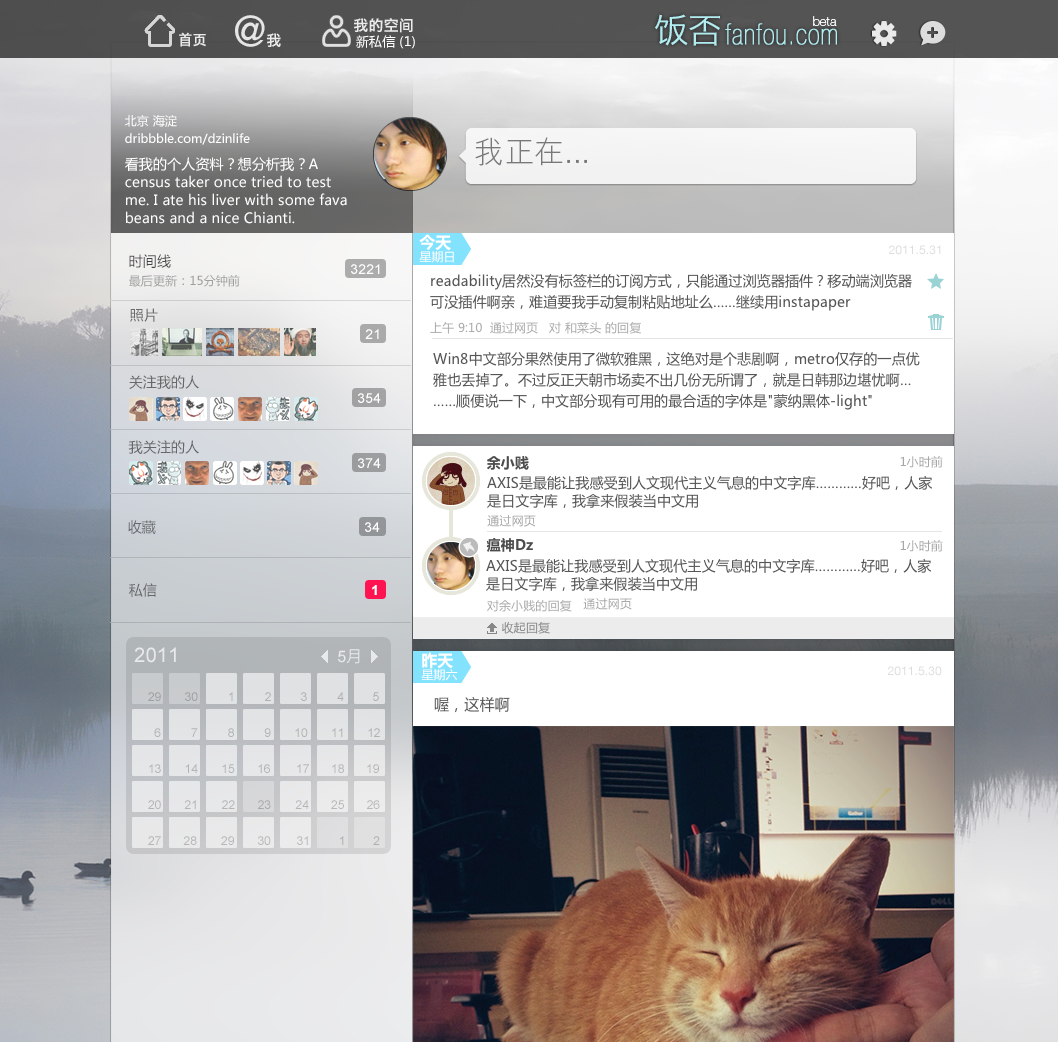 首页
@我
我的空间
新私信 (1)
饭否fanfou.com
beta
北京 海淀
dribbble.com/dzinlife
看我的个人资料？想分析我？A
census taker once tried to test
me. I ate his liver with some fava
beans and a nice Chianti.
我正在...
时间线
最后更新：15分钟前
3221
照片
21
关注我的人
354
我关注的人
374
收藏
34
私信
1
2011
5月
29 30 1 2 3 4 5
6 7 8 9 10 11 12
13 14 15 16 17 18 19
20 21 22 23 24 25 26
27 28 29 30 31 1 2
今天
星期日
2011.5.31
readability居然没有标签栏的订阅方式，只能通过浏览器插件？移动端浏览器
可没插件啊亲，难道要我手动复制粘贴地址么......继续用instapaper
上午 9:10 通过网页 对 和菜头 的回复
Win8中文部分果然使用了微软雅黑，这绝对是个悲剧啊，metro仅存的一点优
雅也丢掉了。不过反正天朝市场卖不出几份无所谓了，就是日韩那边堪忧啊...
......顺便说一下，中文部分现有可用的最合适的字体是"蒙纳黑体-light"
余小贱
1小时前
AXIS是最能让我感受到人文现代主义气息的中文字库............好吧，人家
是日文字库，我拿来假装当中文用
通过网页
瘟神Dz
1小时前
AXIS是最能让我感受到人文现代主义气息的中文字库............好吧，人家
是日文字库，我拿来假装当中文用
对余小贱的回复 通过网页
收起回复
昨天
星期六
2011.5.30
喔，这样啊
DELL